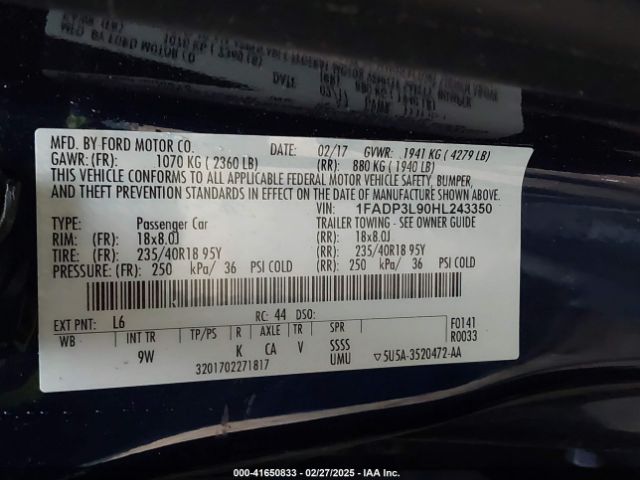 MFD. BY FORD MOTOR CO. DATE: 02/17 GVWR: 1941 KG ( 4279 LB)
GAWR: (FR): 1070 KG ( 2360 LB) (RR): 880 KG ( 1940 LB)
THIS VEHICLE CONFORMS TO ALL APPLICABLE FEDERAL MOTOR VEHICLE SAFETY, BUMPER,
AND THEFT PREVENTION STANDARDS IN EFFECT ON THE DATE OF MANUFACTURE SHOWN ABOVE.
VIN: 1FADP3L90HL243350
TYPE: Passenger Car TRAILER TOWING - SEE OWNER GUIDE
RIM: (FR): 18x8.0J (RR): 18x8.0J
TIRE: (FR): 235/40R18 95Y (RR): 235/40R18 95Y
PRESSURE: (FR): 250 kPa/ 36 PSI COLD (RR): 250 kPa/ 36 PSI COLD
EXT PNT: L6 RC: 44 DSO: F0141
WB INT TR TP/PS R AXLE TR SPR R0033
9W K CA V SSSS
3201702271817 UMU ▽5U5A-3520472-AA
000-41650833 - 02/27/2025 - IAA Inc.